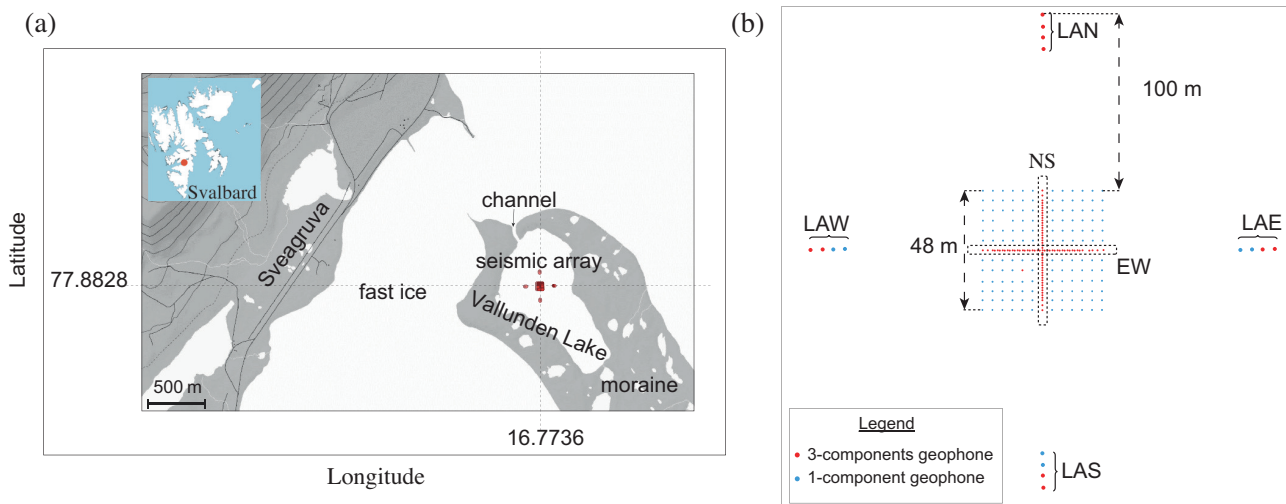 (a)
Svalbard
Sveagruva
channel
seismic array
fast ice
Vallunden Lake
moraine
500 m
Latitude
77.8828
16.7736
Longitude
(b)
LAN
100 m
NS
LAW
LAE
48 m
EW
Legend
3-components geophone
1-component geophone
LAS